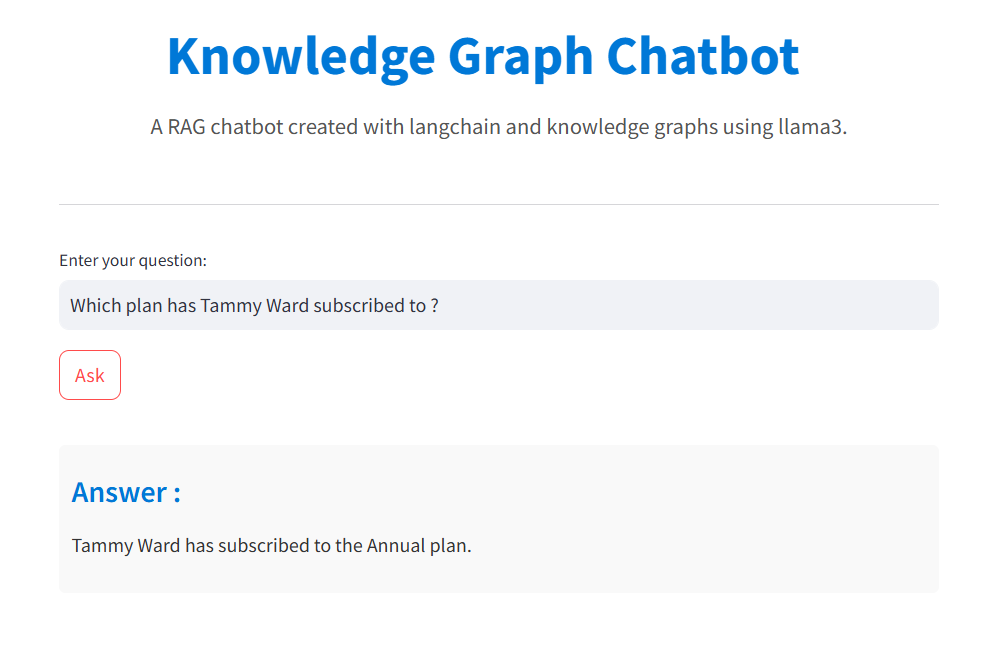 Knowledge Graph Chatbot
A RAG chatbot created with langchain and knowledge graphs using llama3.
Enter your question:
Which plan has Tammy Ward subscribed to ?
Ask
Answer :
Tammy Ward has subscribed to the Annual plan.